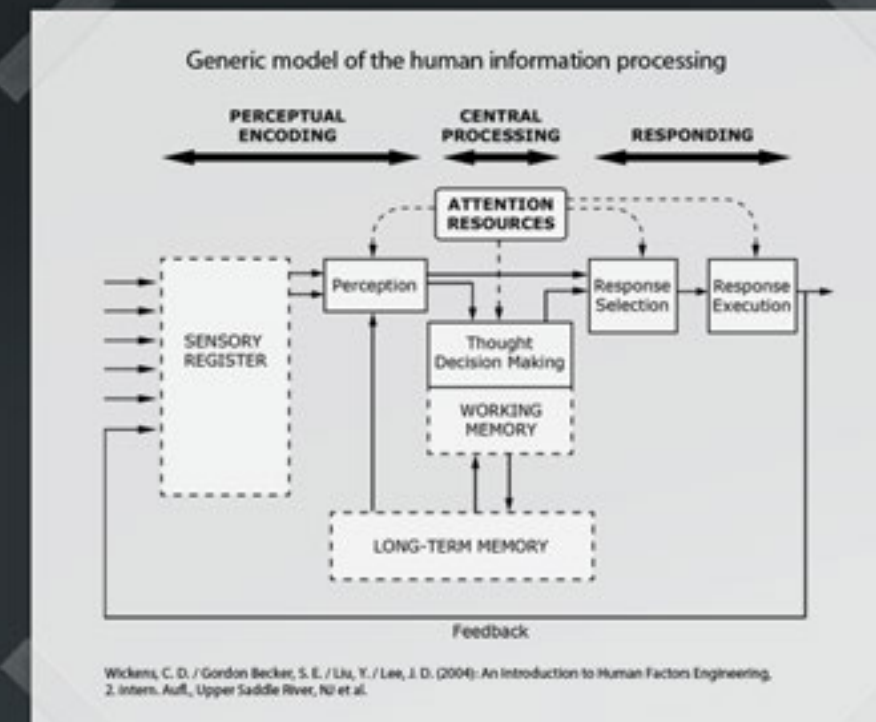 Generic model of the human information processing
PERCEPTUAL
ENCODING
CENTRAL
PROCESSING
RESPONDING
ATTENTION
RESOURCES
Perception
Response
Selection
Response
Execution
SENSORY
REGISTER
Thought
Decision Making
WORKING
MEMORY
LONG-TERM MEMORY
Feedback
Wickens, C. D. / Gordon Becker, S. E. / Liu, Y. / Lee, J. D. (2004): An Introduction to Human Factors Engineering,
2. Intern. Aufl., Upper Saddle River, NJ et al.